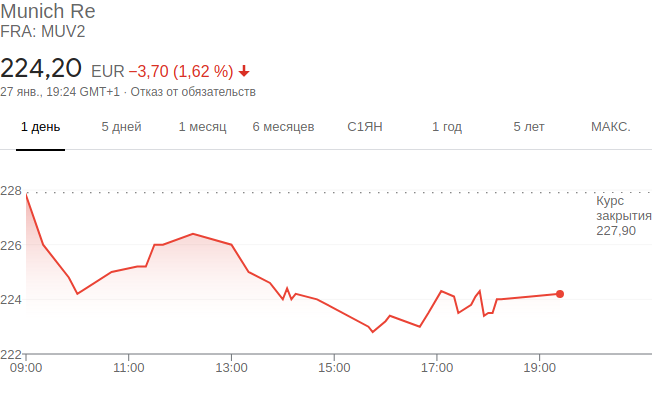 Munich Re
FRA: MUV2
224,20 EUR −3,70 (1,62 %)
27 янв., 19:24 GMT+1 · Отказ от обязательств
1 день 5 дней 1 месяц 6 месяцев С1ЯН 1 год 5 лет МАКС.
228
Курс
закрытия
227,90
226
224
222
09:00 11:00 13:00 15:00 17:00 19:00